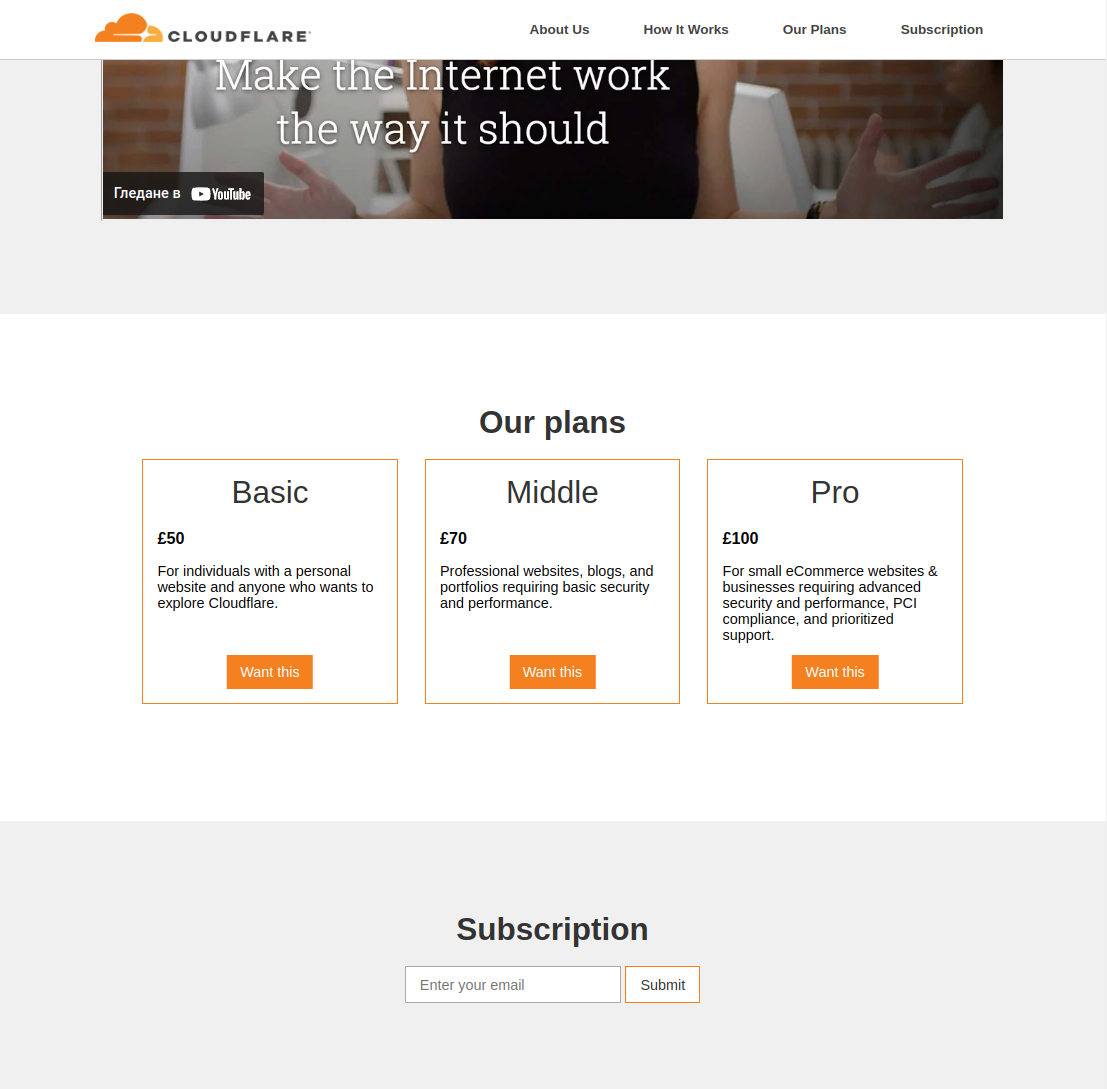 CLOUDFLARE
About Us How It Works Our Plans Subscription
Make the Internet work
the way it should
Гледане в YouTube
Our plans
Basic
£50
For individuals with a personal
website and anyone who wants to
explore Cloudflare.
Want this
Middle
£70
Professional websites, blogs, and
portfolios requiring basic security
and performance.
Want this
Pro
£100
For small eCommerce websites &
businesses requiring advanced
security and performance, PCI
compliance, and prioritized
support.
Want this
Subscription
Enter your email Submit